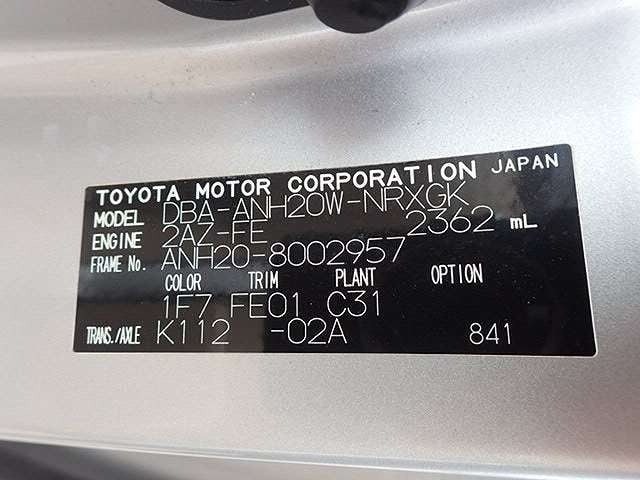 TOYOTA MOTOR CORPORATION JAPAN
MODEL DBA-ANH20W-NRXGK
ENGINE 2AZ-FE 2362 mL
FRAME No. ANH20-8002957
COLOR TRIM PLANT OPTION
1F7 FE01 C31
TRANS./AXLE K112 -02A 841